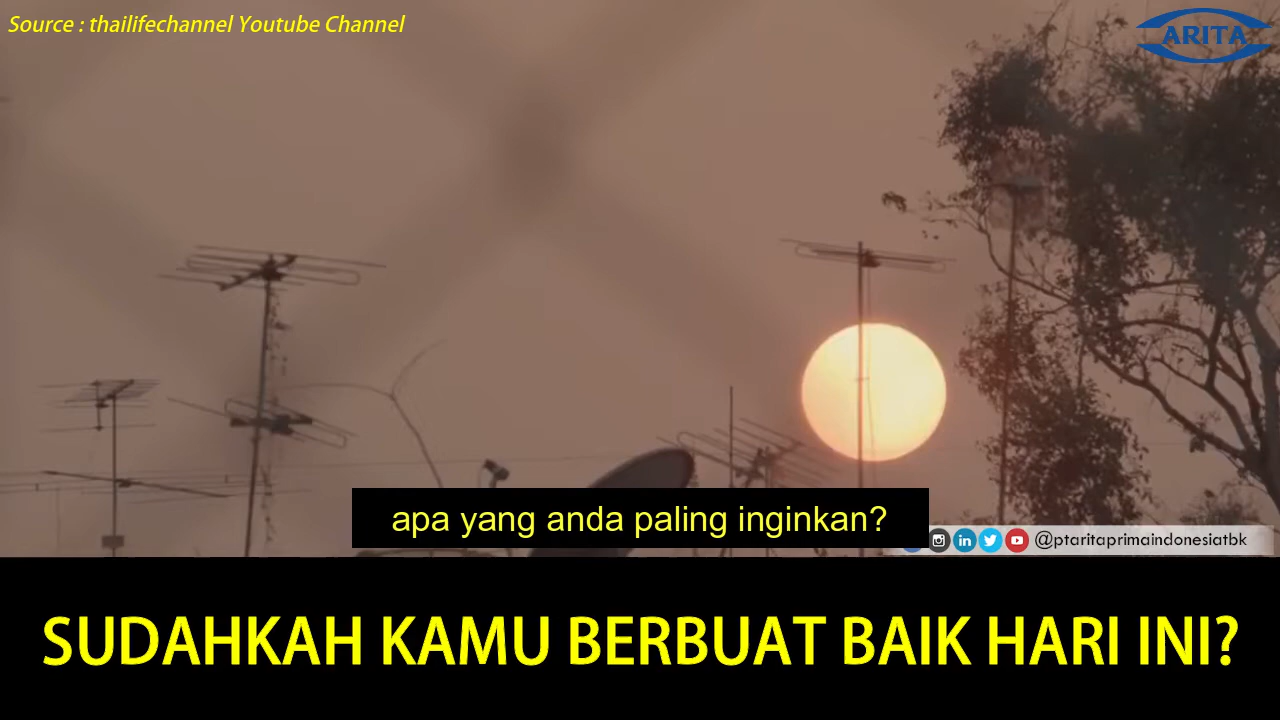 Source : thailifechannel Youtube Channel
ARITA
apa yang anda paling inginkan?
@ptaritaprimaindonesiatbk
SUDAHKAH KAMU BERBUAT BAIK HARI INI?